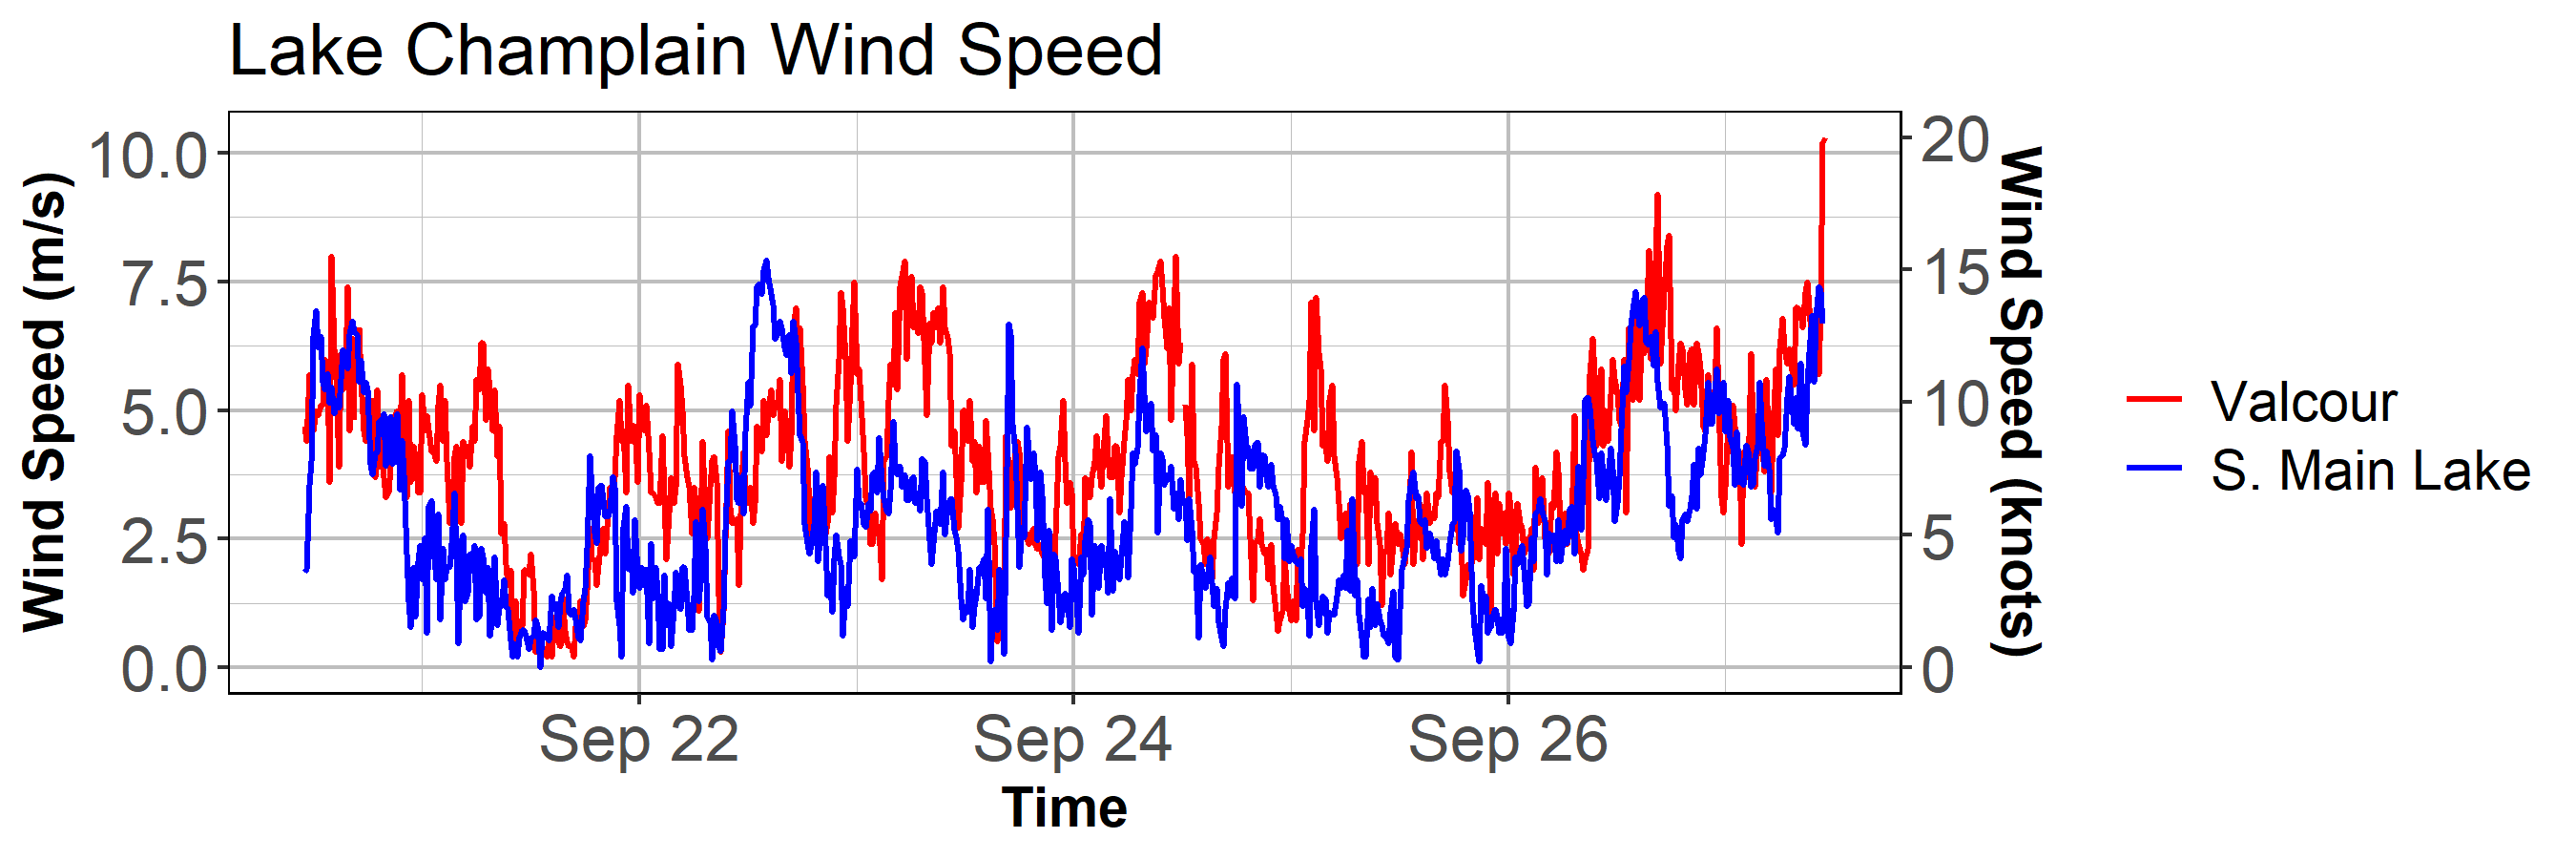 Lake Champlain Wind Speed
Wind Speed (m/s)
10.0
7.5
5.0
2.5
0.0
20
15
10
5
0
Wind Speed (knots)
Sep 22
Sep 24
Sep 26
Time
Valcour
S. Main Lake